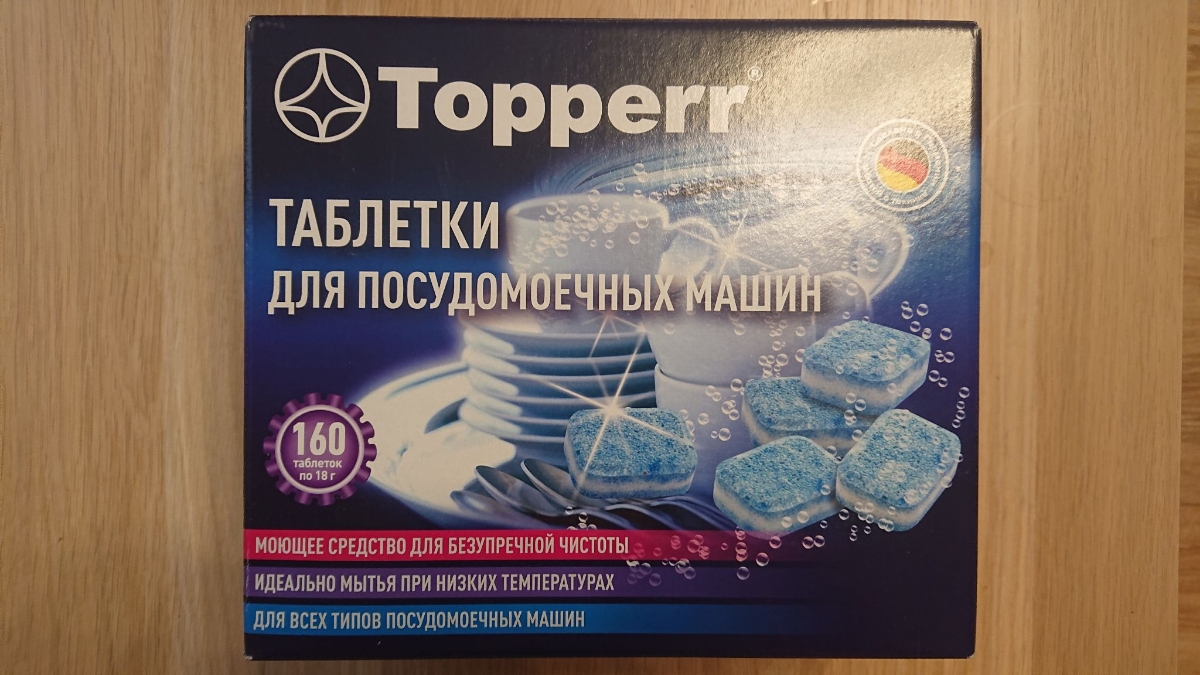 Topperr®
ТАБЛЕТКИ
ДЛЯ ПОСУДОМОЕЧНЫХ МАШИН
160
таблеток
по 18 г
МОЮЩЕЕ СРЕДСТВО ДЛЯ БЕЗУПРЕЧНОЙ ЧИСТОТЫ
ИДЕАЛЬНО МЫТЬЯ ПРИ НИЗКИХ ТЕМПЕРАТУРАХ
ДЛЯ ВСЕХ ТИПОВ ПОСУДОМОЕЧНЫХ МАШИН